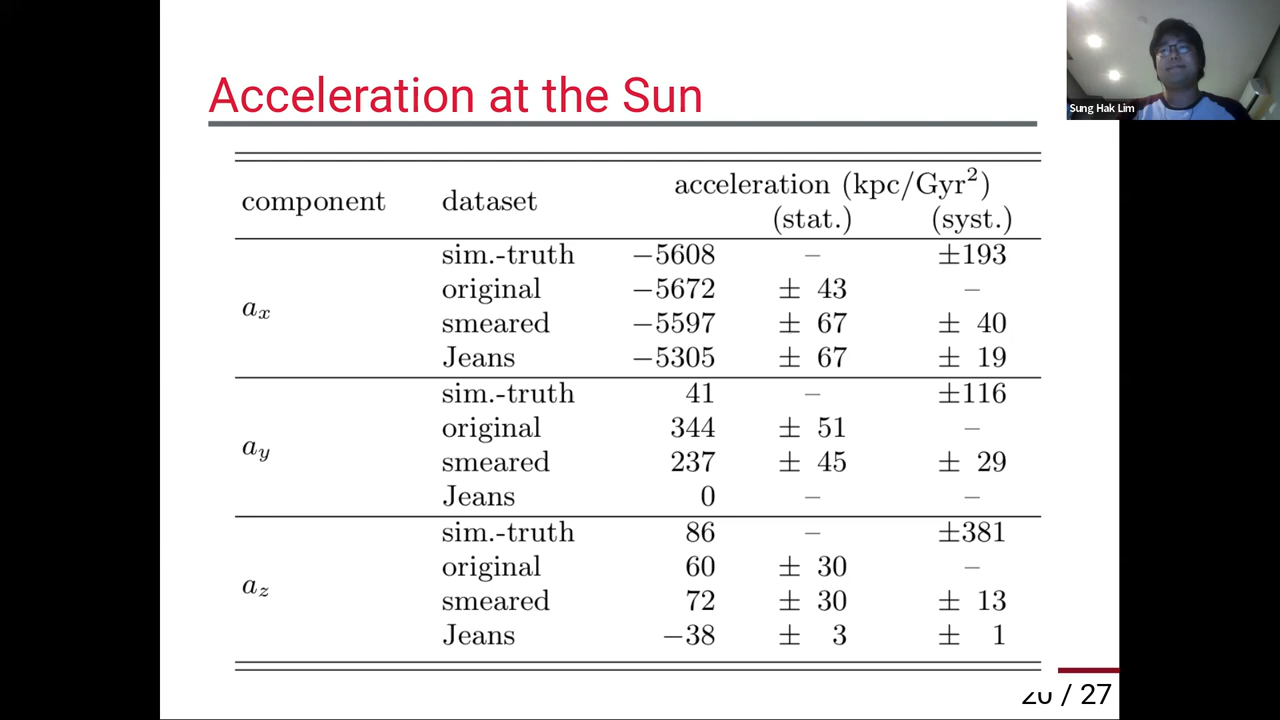 Acceleration at the Sun
Sung Hak Lim
component dataset acceleration (kpc/Gyr²)
(stat.) (syst.)
sim.-truth −5608 – ±193
original −5672 ± 43 –
aₓ
smeared −5597 ± 67 ± 40
Jeans −5305 ± 67 ± 19
sim.-truth 41 – ±116
original 344 ± 51 –
a_y
smeared 237 ± 45 ± 29
Jeans 0 – –
sim.-truth 86 – ±381
original 60 ± 30 –
a_z
smeared 72 ± 30 ± 13
Jeans −38 ± 3 ± 1
/ 27